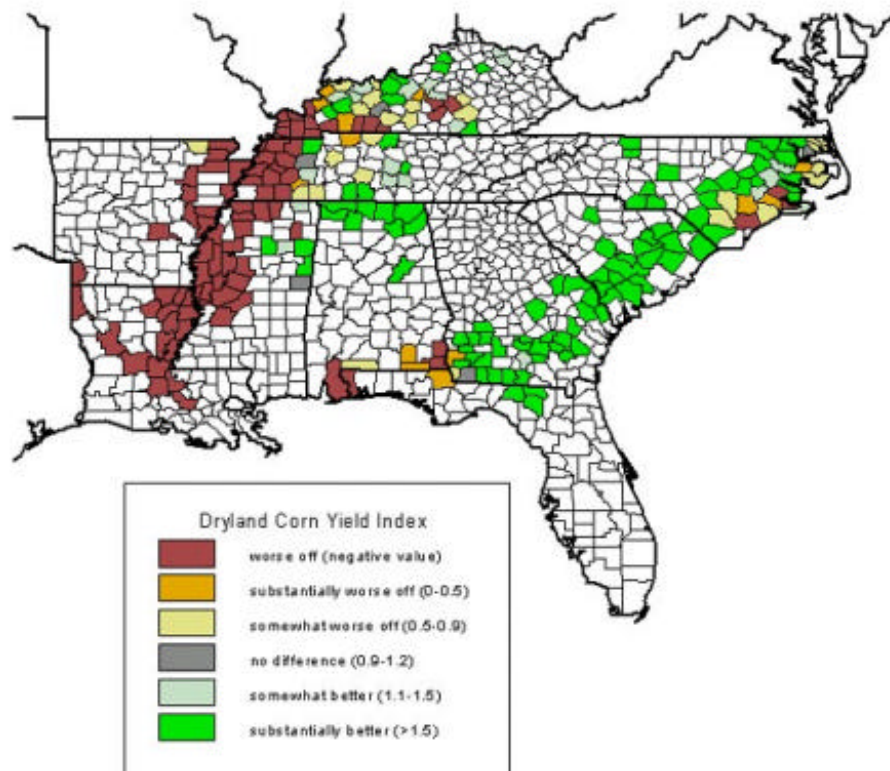 Dryland Corn Yield Index
worse off (negative value)
substantially worse off (0-0.5)
somewhat worse off (0.5-0.9)
no difference (0.9-1.2)
somewhat better (1.1-1.5)
substantially better (>1.5)